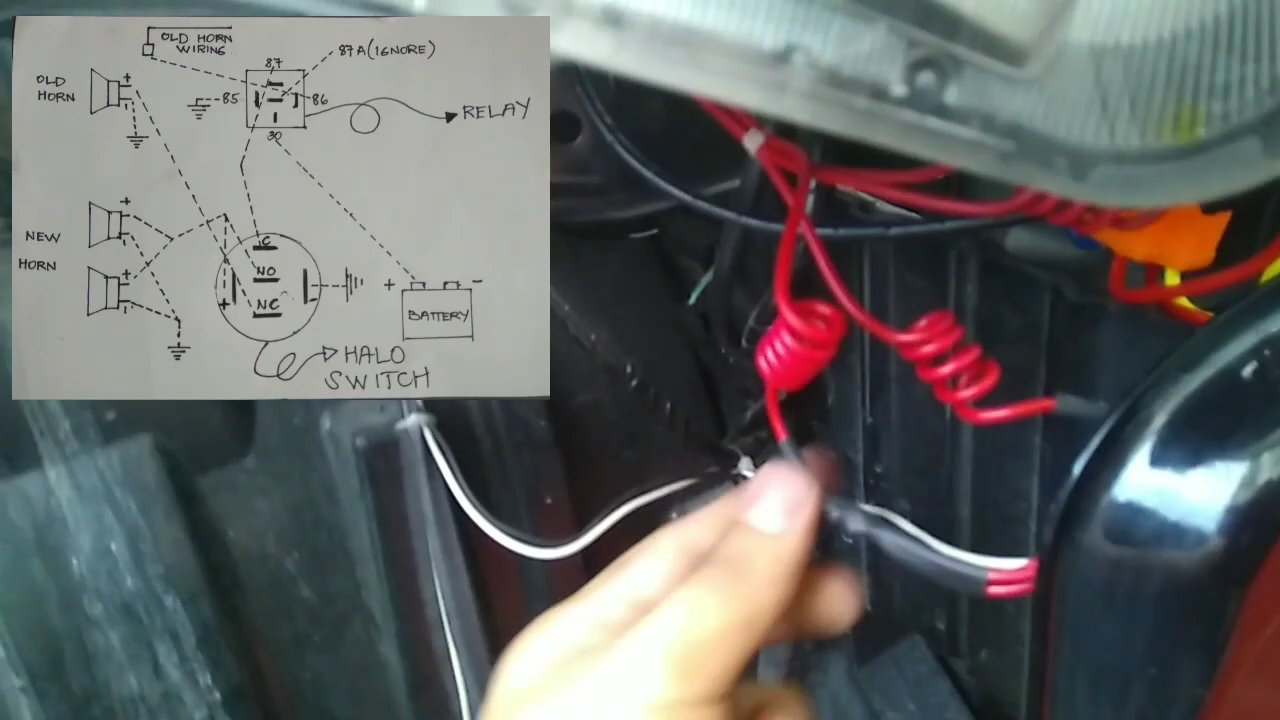 OLD HORN
WIRING
87A(IGNORE)
87
OLD
HORN
+
-
85
86
RELAY
30
+
-
NEW
HORN
+
-
C
NO
NC
+
-
+
-
BATTERY
HALO
SWITCH